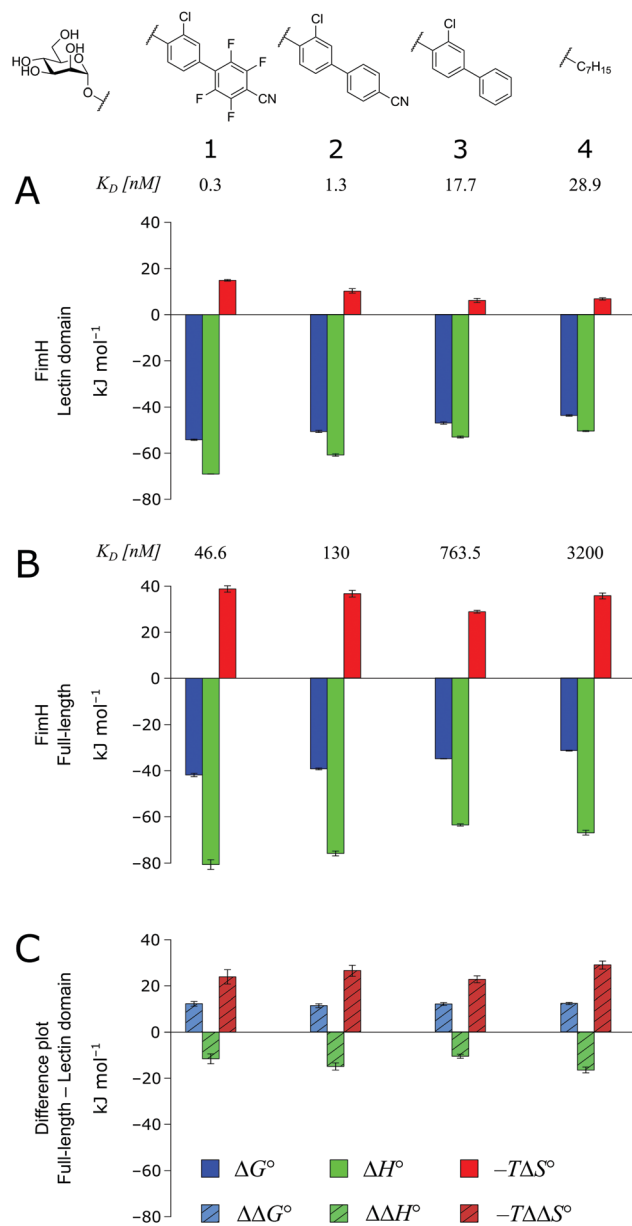 HO
OH
HO
HO
O
O
Cl
F
F
F
F
CN
Cl
CN
Cl
C₇H₁₅
1 2 3 4
A
K_D [nM] 0.3 1.3 17.7 28.9
40
20
0
−20
−40
−60
−80
FimH
Lectin domain
kJ mol⁻¹
B
K_D [nM] 46.6 130 763.5 3200
40
20
0
−20
−40
−60
−80
FimH
Full-length
kJ mol⁻¹
C
40
20
0
−20
−40
−60
−80
Difference plot
Full-length – Lectin domain
kJ mol⁻¹
ΔG° ΔH° −TΔS°
ΔΔG° ΔΔH° −TΔΔS°